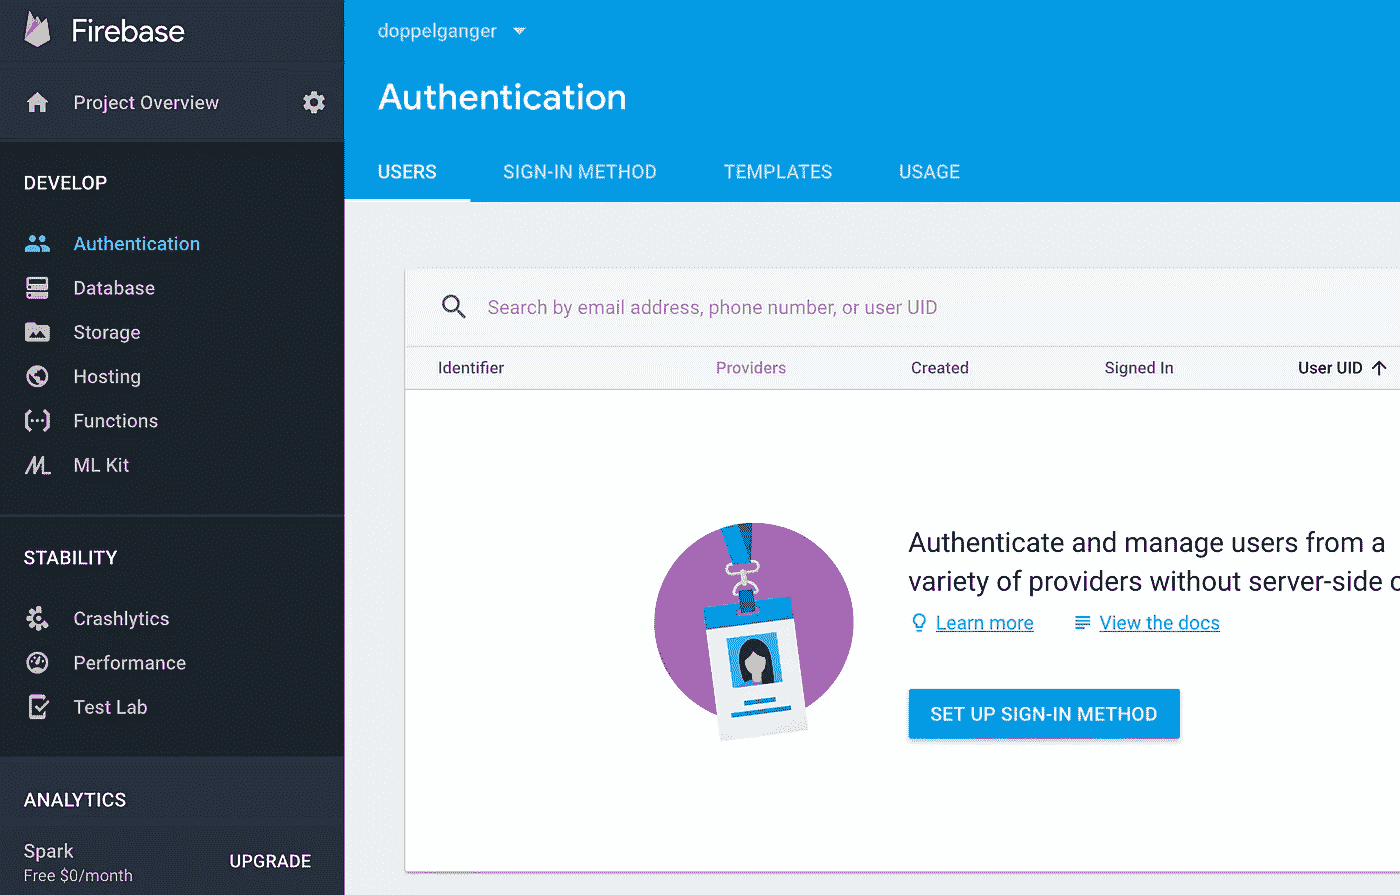 Firebase
Project Overview
DEVELOP
Authentication
Database
Storage
Hosting
Functions
ML Kit
STABILITY
Crashlytics
Performance
Test Lab
ANALYTICS
Spark
Free $0/month
UPGRADE
doppelganger
Authentication
USERS SIGN-IN METHOD TEMPLATES USAGE
Search by email address, phone number, or user UID
Identifier Providers Created Signed In User UID
Authenticate and manage users from a
variety of providers without server-side
Learn more View the docs
SET UP SIGN-IN METHOD